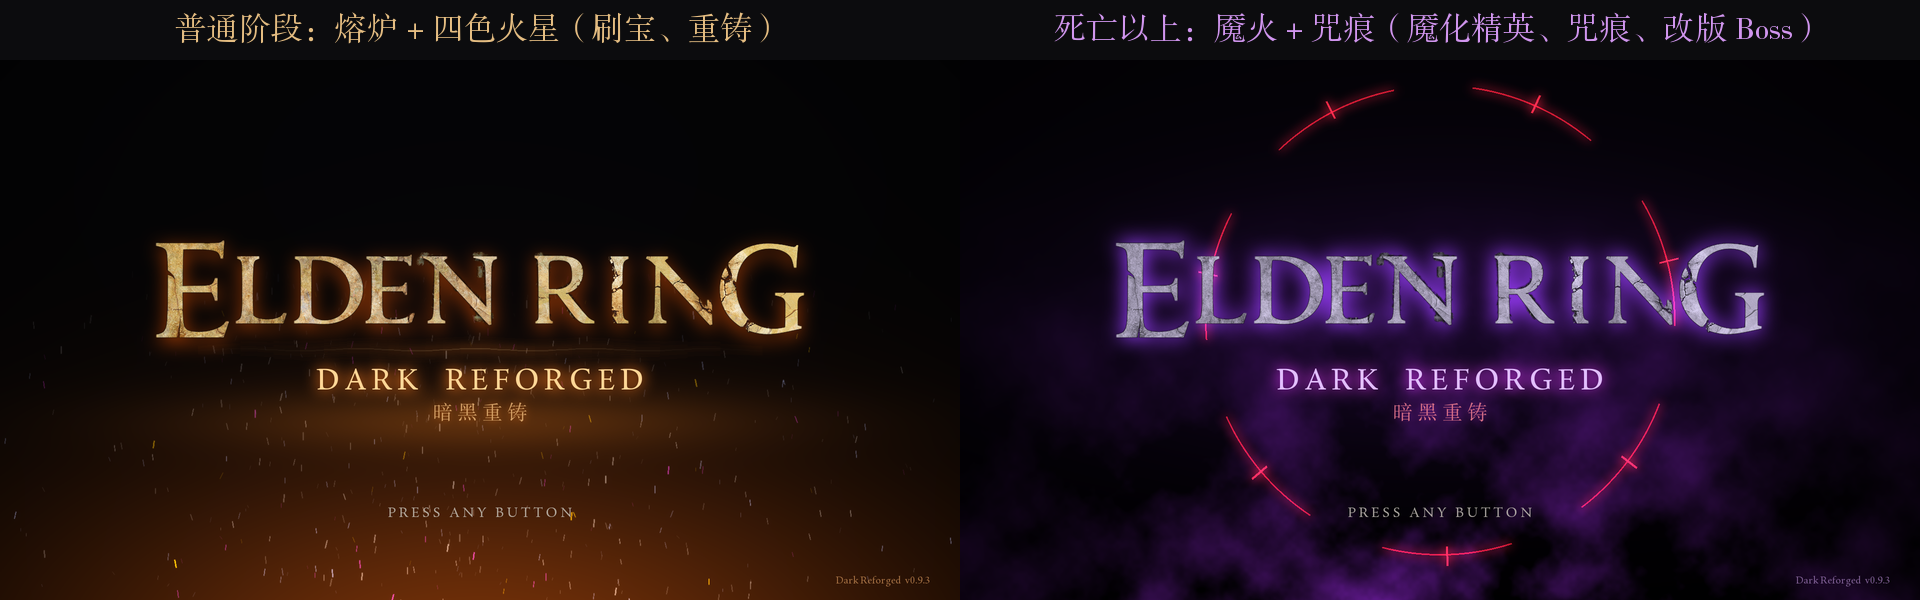 普通阶段：熔炉 + 四色火星（刷宝、重铸）
ELDEN RING
DARK REFORGED
暗黑重铸
PRESS ANY BUTTON
Dark Reforged v0.9.3
死亡以上：魇火 + 咒痕（魇化精英、咒痕、改版 Boss）
ELDEN RING
DARK REFORGED
暗黑重铸
PRESS ANY BUTTON
Dark Reforged v0.9.3